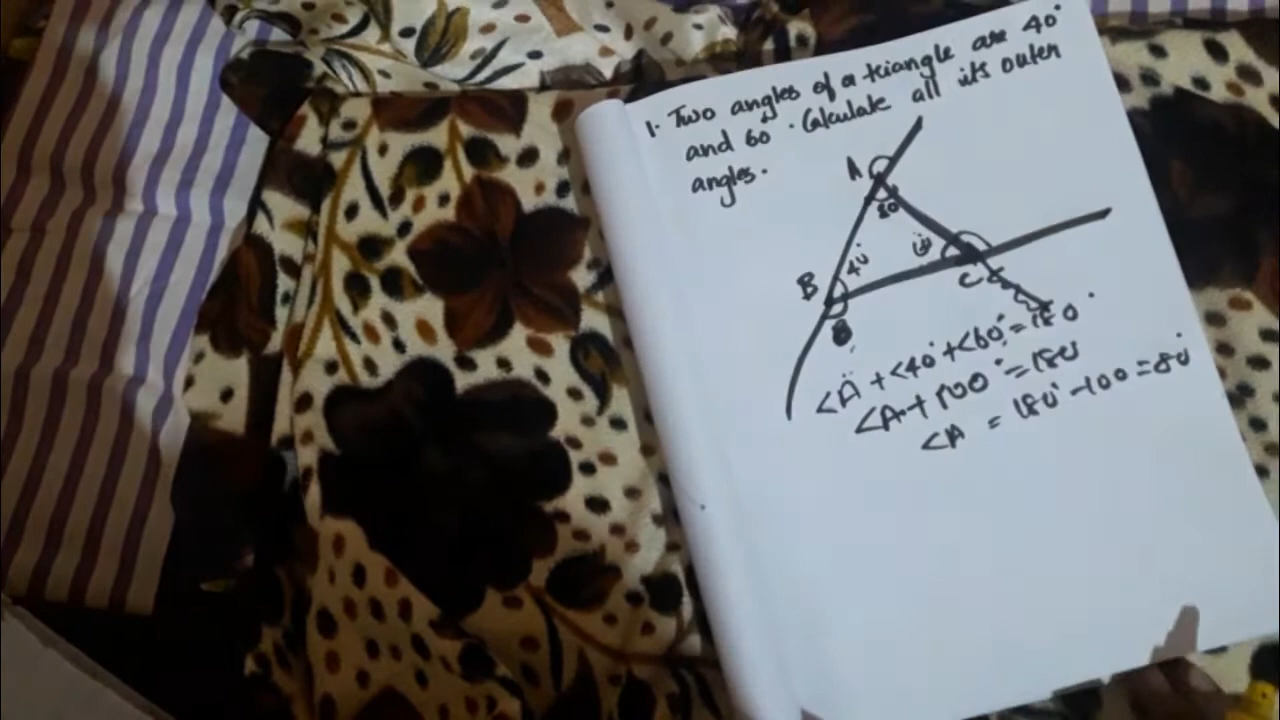 1. Two angles of a triangle are 40°
and 60°. Calculate all its outer
angles.
A
80
B
40
C
B
<A + <40° + <60° = 180°
<A + 100° = 180
<A = 180° - 100 = 80°